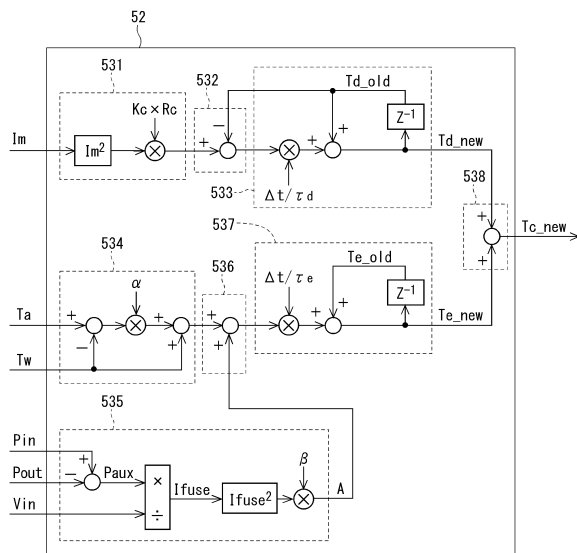 52
531
532
Kc×Rc
Td_old
Im
Im²
×
+
−
×
+
+
Z⁻¹
Td_new
533
Δt/τd
538
537
+
+
Tc_new
534
536
Te_old
α
Δt/τe
Z⁻¹
Ta
+
−
×
+
+
+
+
×
+
+
Te_new
Tw
535
Pin
+
Pout
−
Paux
×
÷
β
Vin
Ifuse
Ifuse²
×
A